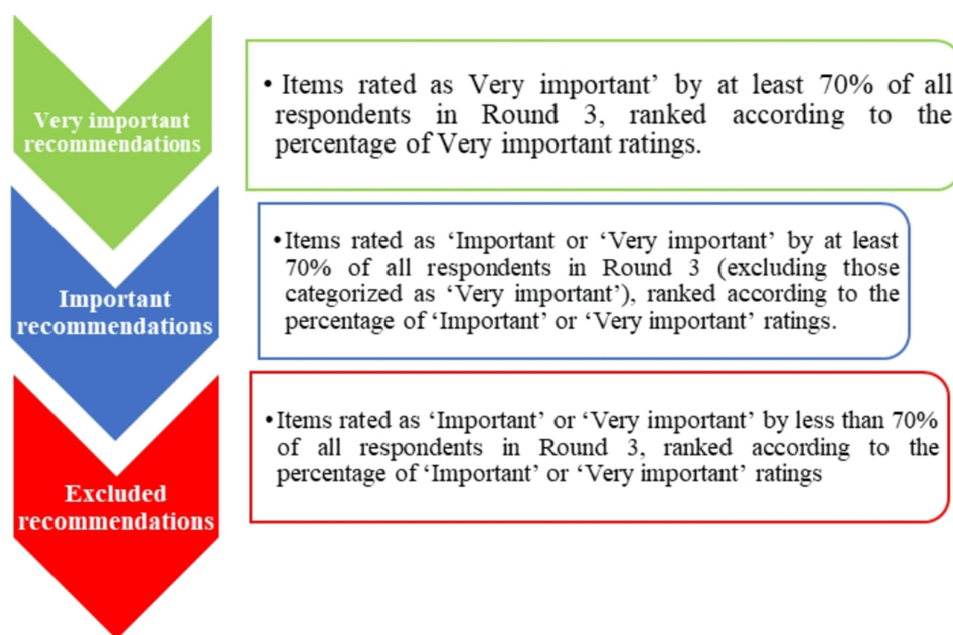 Very important
recommendations
• Items rated as Very important’ by at least 70% of all
respondents in Round 3, ranked according to the
percentage of Very important ratings.
Important
recommendations
•Items rated as ‘Important or ‘Very important’ by at least
70% of all respondents in Round 3 (excluding those
categorized as ‘Very important’), ranked according to the
percentage of ‘Important’ or ‘Very important’ ratings.
Excluded
recommendations
•Items rated as ‘Important’ or ‘Very important’ by less than 70%
of all respondents in Round 3, ranked according to the
percentage of ‘Important’ or ‘Very important’ ratings